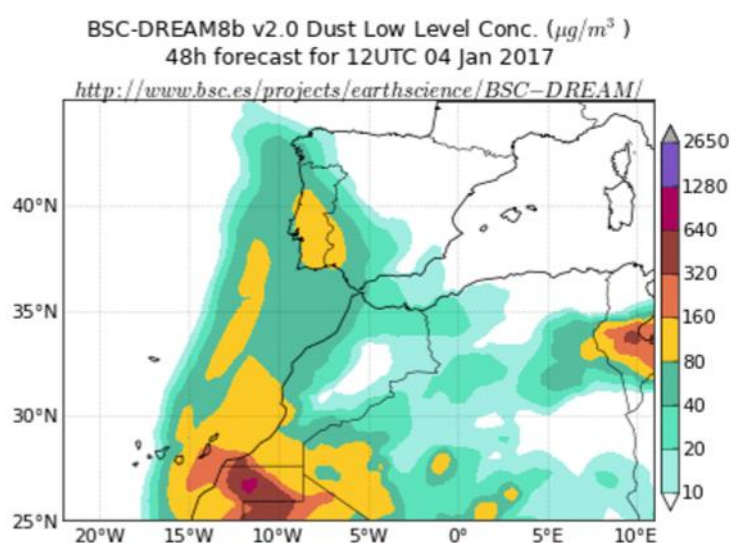 BSC-DREAM8b v2.0 Dust Low Level Conc. (μg/m³ )
48h forecast for 12UTC 04 Jan 2017
http://www.bsc.es/projects/earthscience/BSC−DREAM/
40°N
35°N
30°N
25°N
20°W
15°W
10°W
5°W
0°
5°E
10°E
2650
1280
640
320
160
80
40
20
10